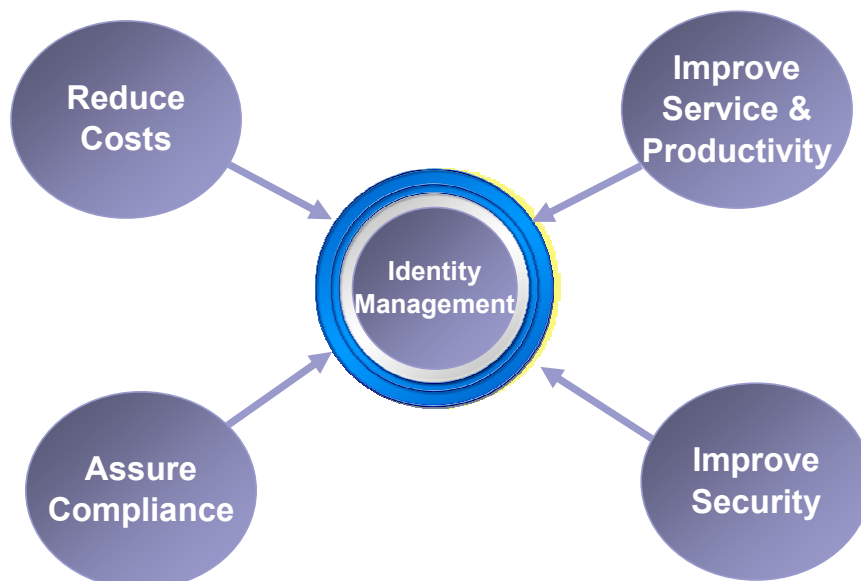 Reduce
Costs
Improve
Service &
Productivity
Identity
Management
Assure
Compliance
Improve
Security